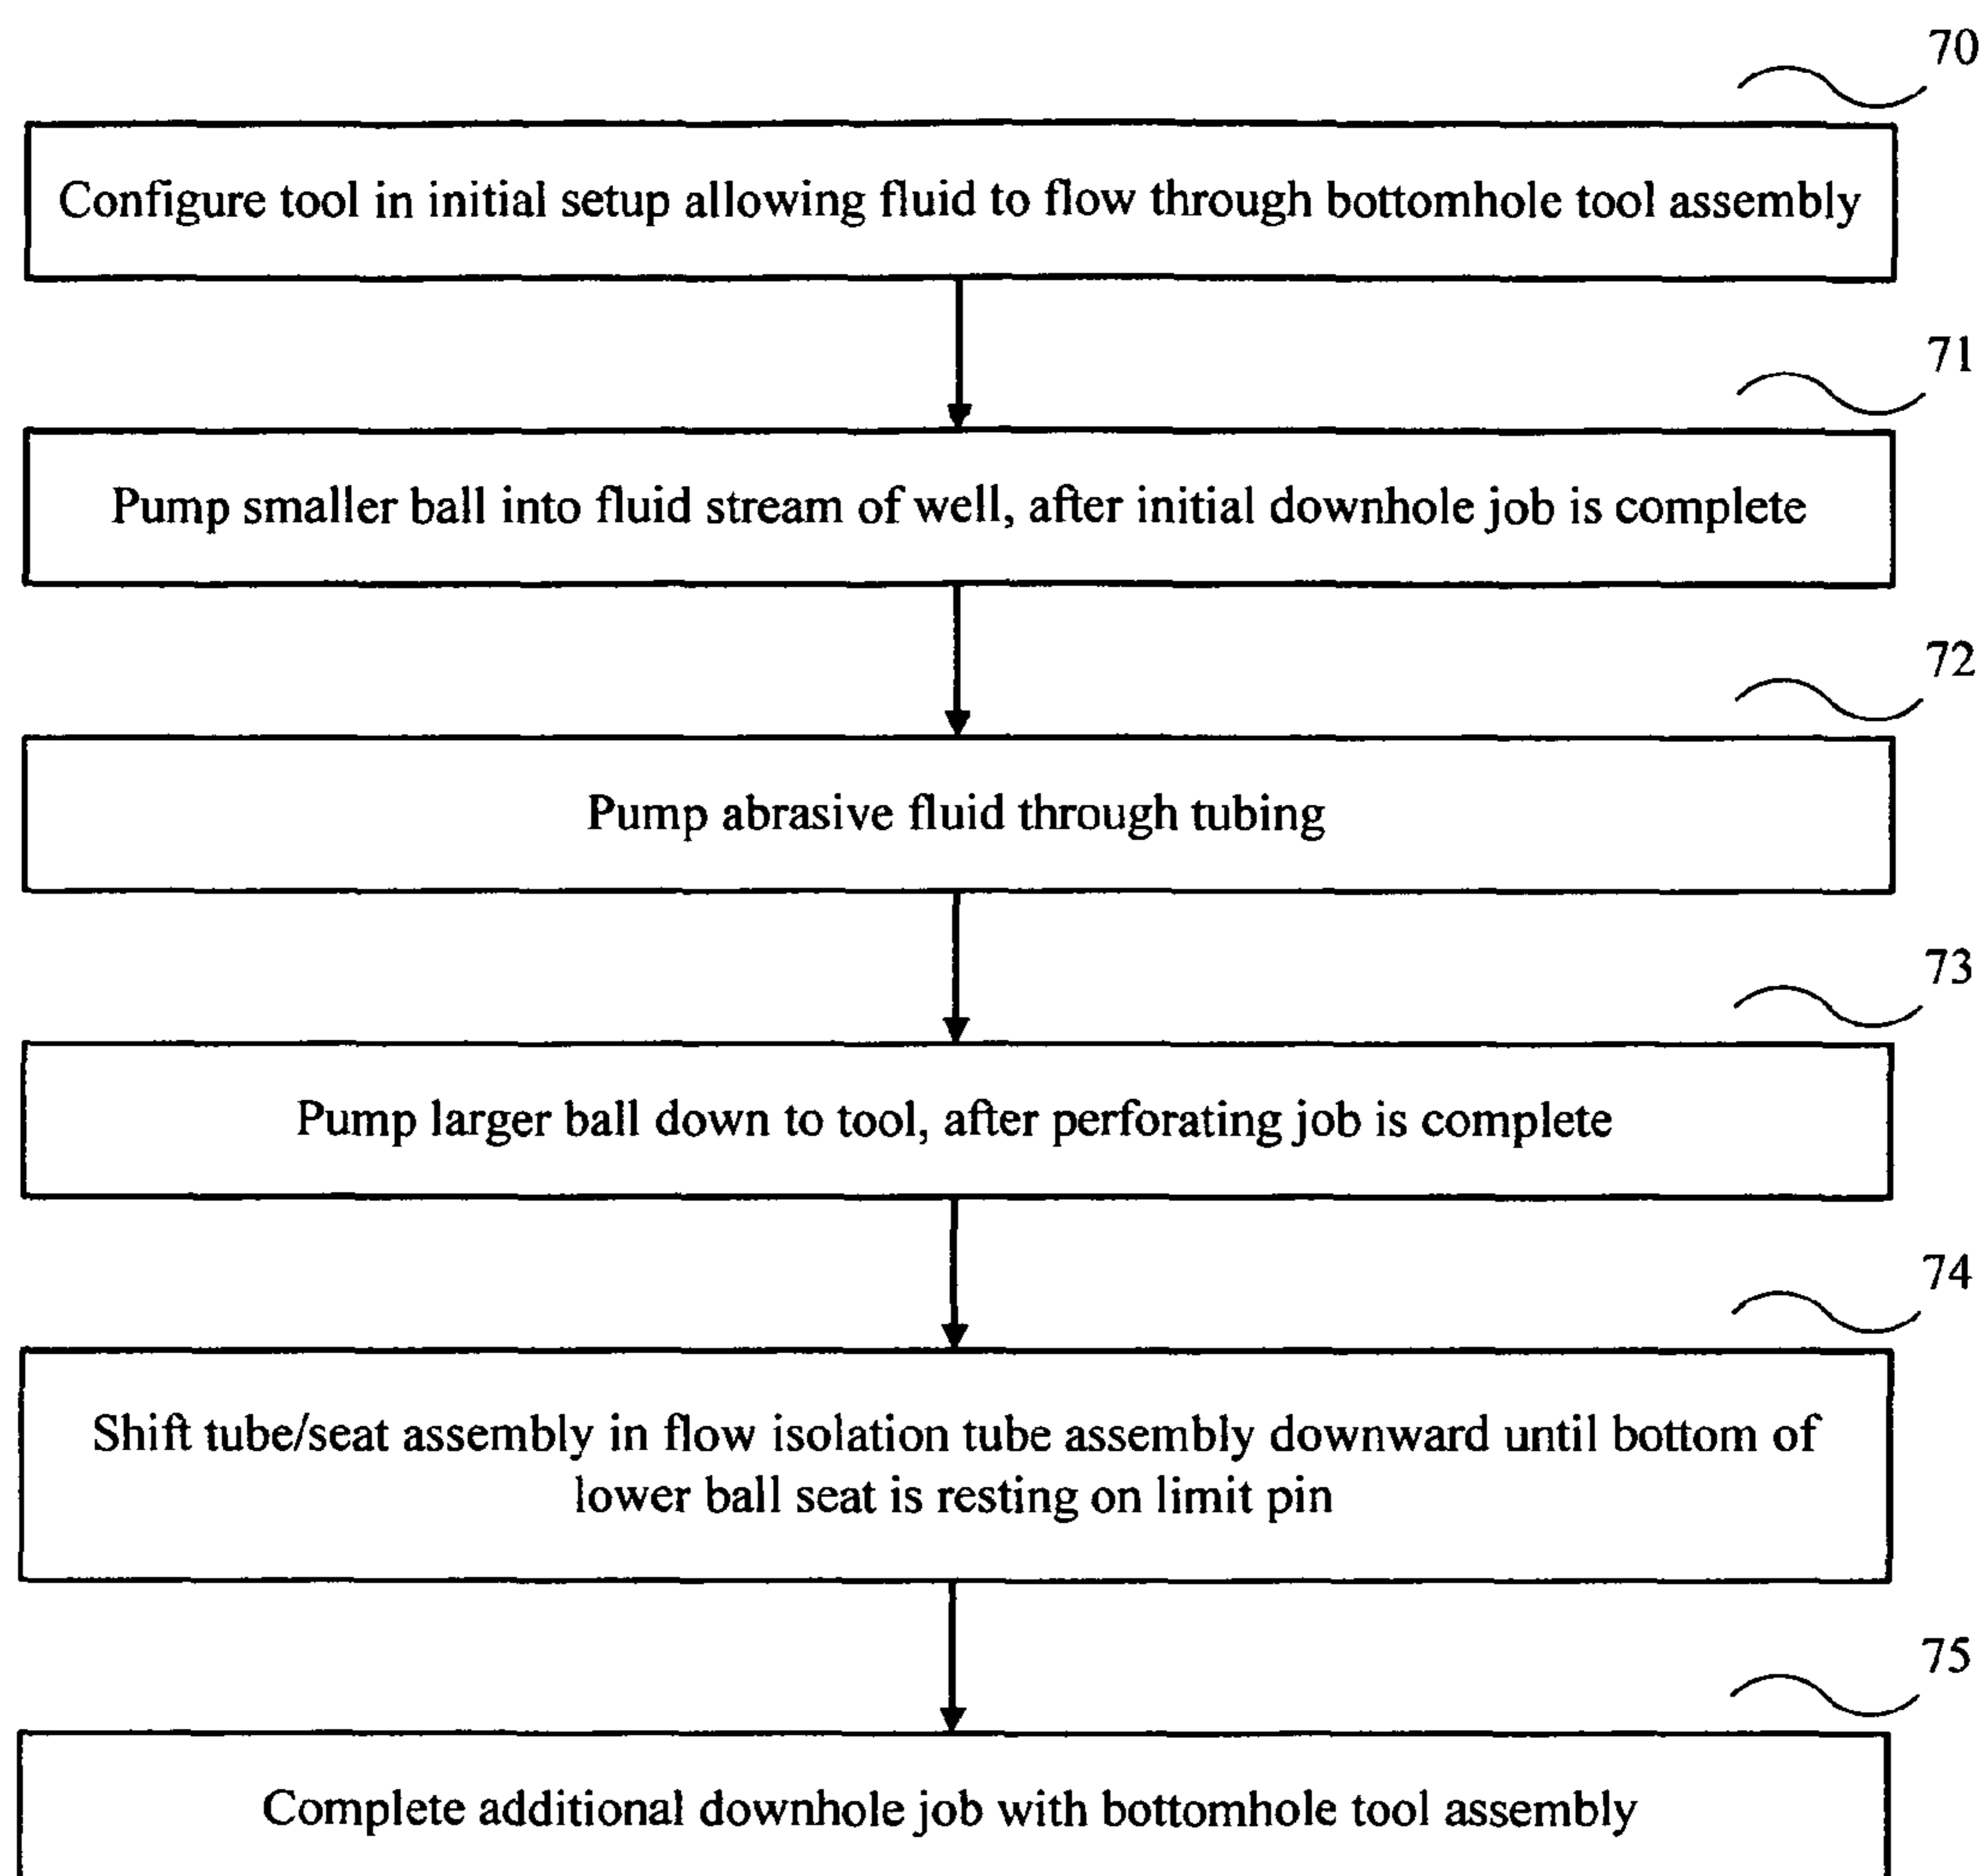 70
Configure tool in initial setup allowing fluid to flow through bottomhole tool assembly
71
Pump smaller ball into fluid stream of well, after initial downhole job is complete
72
Pump abrasive fluid through tubing
73
Pump larger ball down to tool, after perforating job is complete
74
Shift tube/seat assembly in flow isolation tube assembly downward until bottom of
lower ball seat is resting on limit pin
75
Complete additional downhole job with bottomhole tool assembly